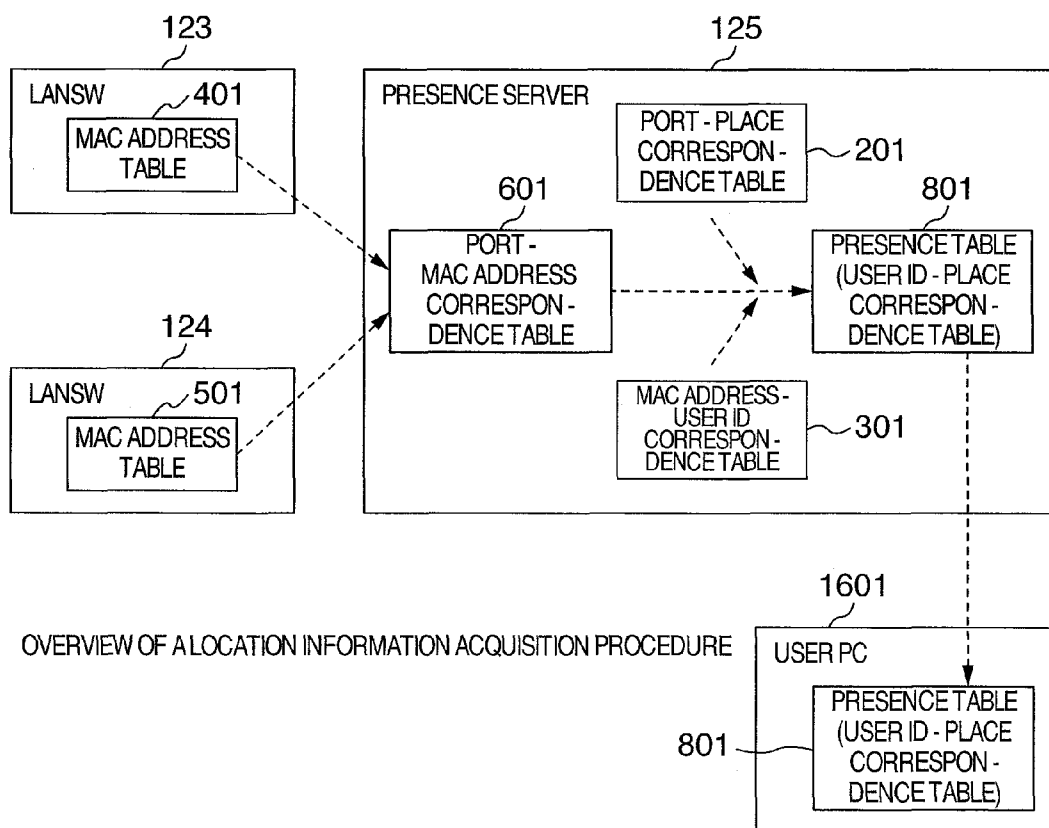 123
LANSW
401
MAC ADDRESS
TABLE
124
LANSW
501
MAC ADDRESS
TABLE
125
PRESENCE SERVER
PORT - PLACE
CORRESPON -
DENCE TABLE
201
601
PORT -
MAC ADDRESS
CORRESPON -
DENCE TABLE
801
PRESENCE TABLE
(USER ID - PLACE
CORRESPON -
DENCE TABLE)
MAC ADDRESS -
USER ID
CORRESPON -
DENCE TABLE
301
OVERVIEW OF A LOCATION INFORMATION ACQUISITION PROCEDURE
1601
USER PC
PRESENCE TABLE
(USER ID - PLACE
CORRESPON -
DENCE TABLE)
801